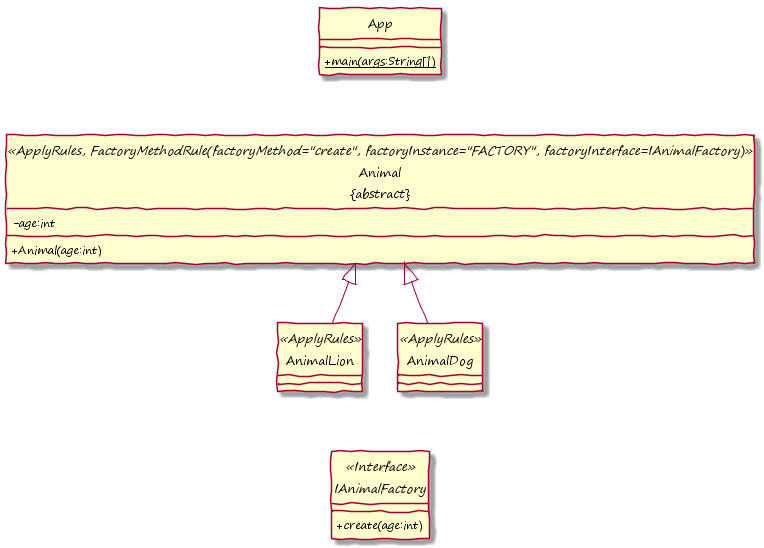 App
+main(args:String[])
«ApplyRules, FactoryMethodRule(factoryMethod="create", factoryInstance="FACTORY", factoryInterface=IAnimalFactory)»
Animal
{abstract}
-age:int
+Animal(age:int)
«ApplyRules» «ApplyRules»
AnimalLion AnimalDog
«Interface»
IAnimalFactory
+create(age:int)